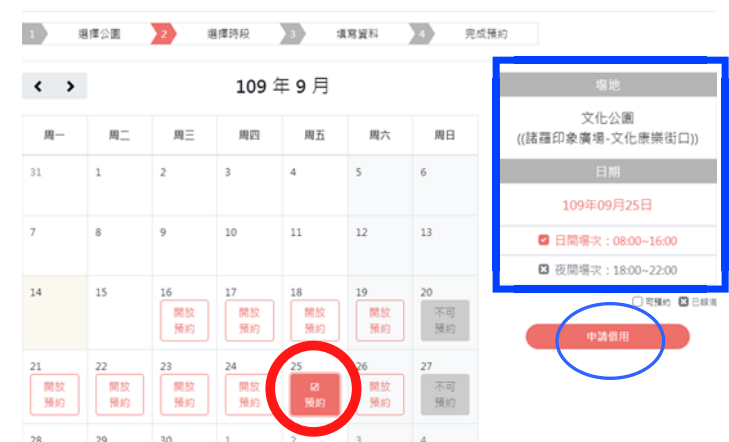 1 選擇公園 2 選擇時段 3 填寫資料 4 完成預約
109 年 9 月
周一 周二 周三 周四 周五 周六 周日
31 1 2 3 4 5 6
7 8 9 10 11 12 13
14 15 16 17 18 19 20
開放 開放 開放 開放 不可
預約 預約 預約 預約 預約
21 22 23 24 25 26 27
開放 開放 開放 開放 開放 不可
預約 預約 預約 預約 預約 預約 預約
28 29 30 1 2 3 4
場地
文化公園
((諸羅印象廣場-文化康樂街口))
日期
109年09月25日
日間場次：08:00~16:00
夜間場次：18:00~22:00
可預約 已額滿
申請借用